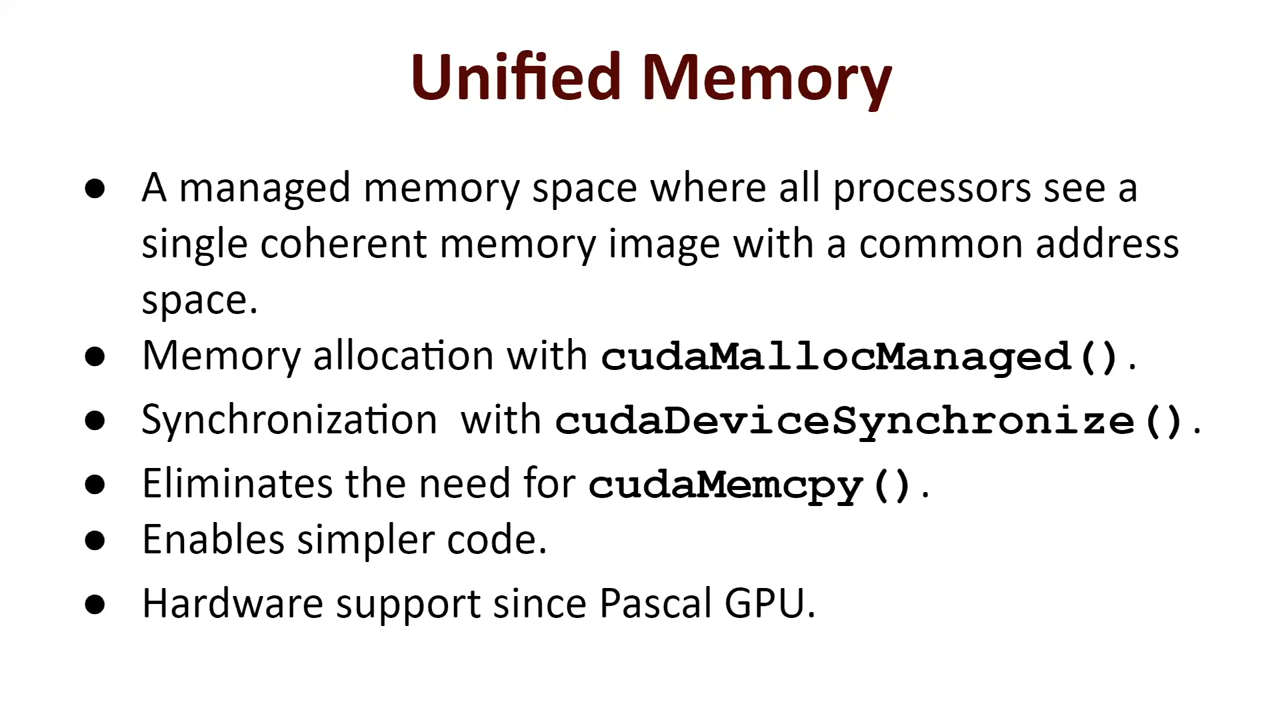 Unified Memory
● A managed memory space where all processors see a
single coherent memory image with a common address
space.
● Memory allocation with cudaMallocManaged().
● Synchronization with cudaDeviceSynchronize().
● Eliminates the need for cudaMemcpy().
● Enables simpler code.
● Hardware support since Pascal GPU.